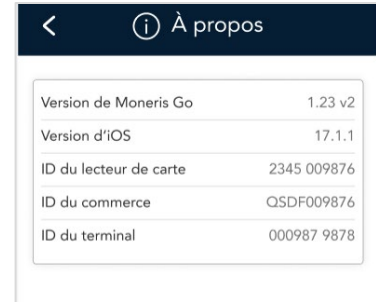 À propos
Version de Moneris Go 1.23 v2
Version d'iOS 17.1.1
ID du lecteur de carte 2345 009876
ID du commerce QSDF009876
ID du terminal 000987 9878